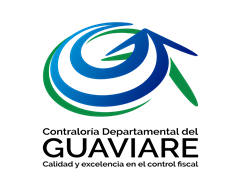 Contraloría Departamental del
GUAVIARE
Calidad y excelencia en el control fiscal